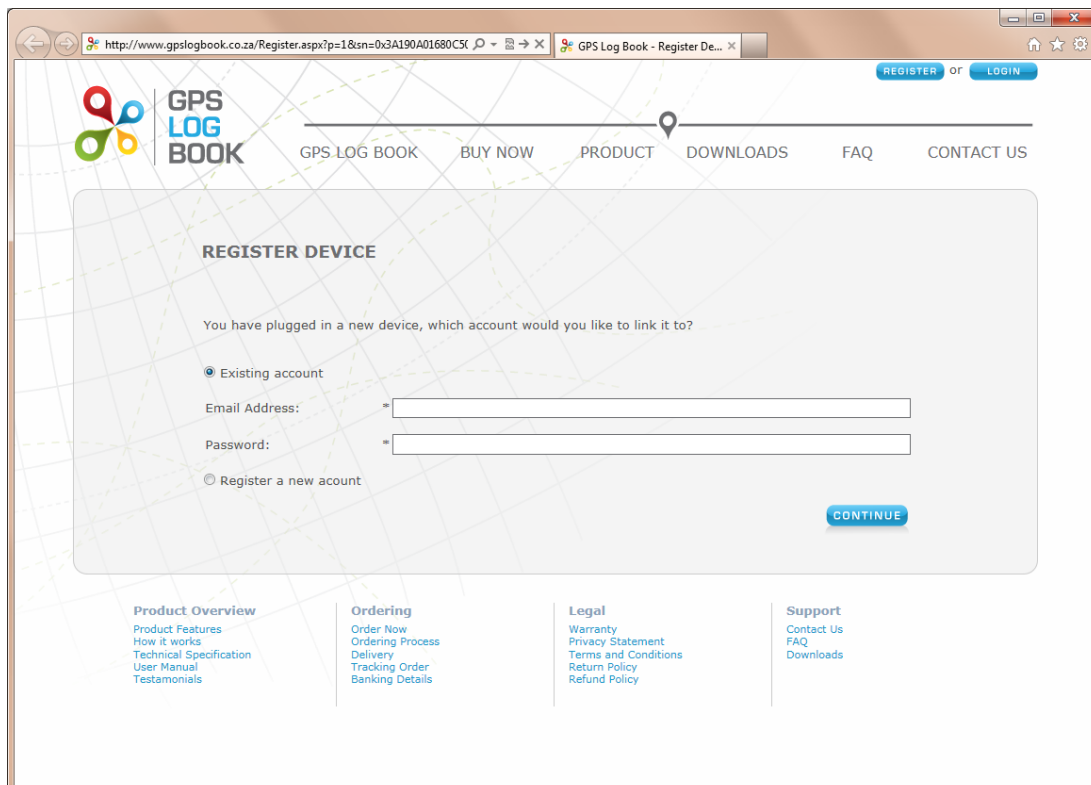 http://www.gpslogbook.co.za/Register.aspx?p=1&sn=0x3A190A01680C5(
GPS Log Book - Register De...
REGISTER or LOGIN
GPS
LOG
BOOK
GPS LOG BOOK BUY NOW PRODUCT DOWNLOADS FAQ CONTACT US
REGISTER DEVICE
You have plugged in a new device, which account would you like to link it to?
Existing account
Email Address: *
Password: *
Register a new acount
CONTINUE
Product Overview
Product Features
How it works
Technical Specification
User Manual
Testamonials
Ordering
Order Now
Ordering Process
Delivery
Tracking Order
Banking Details
Legal
Warranty
Privacy Statement
Terms and Conditions
Return Policy
Refund Policy
Support
Contact Us
FAQ
Downloads